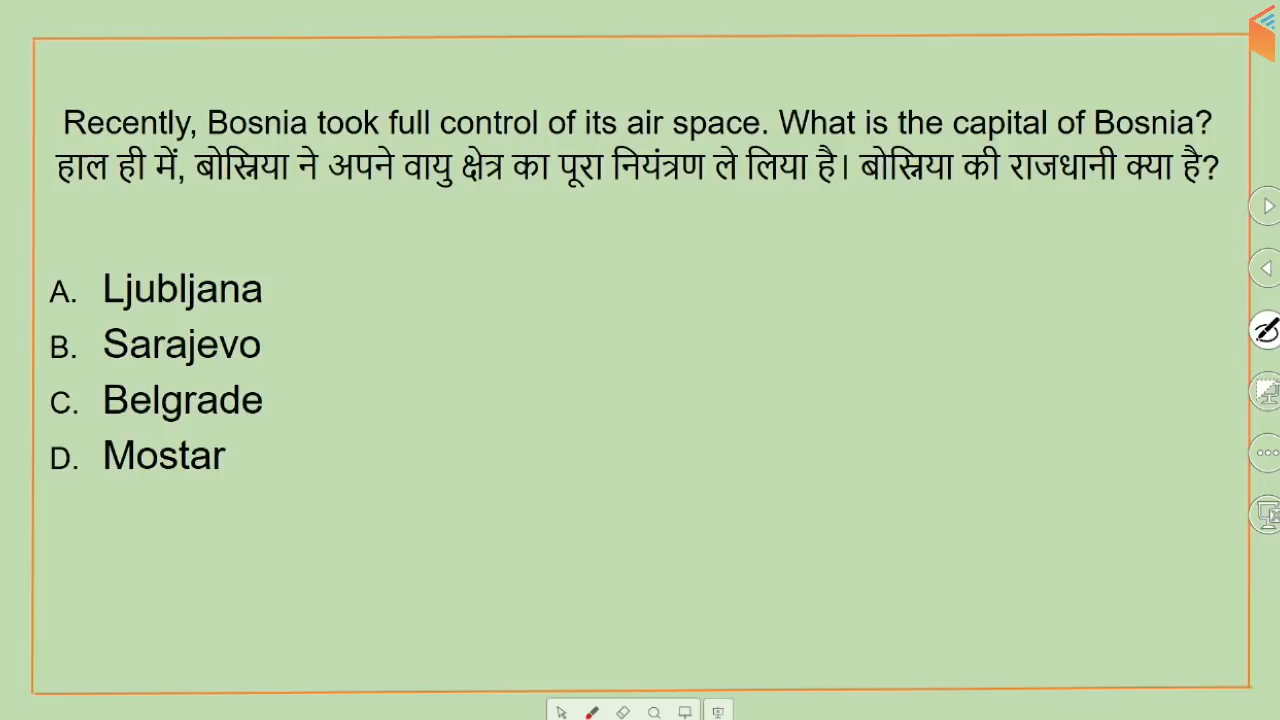 Recently, Bosnia took full control of its air space. What is the capital of Bosnia?
हाल ही में, बोस्निया ने अपने वायु क्षेत्र का पूरा नियंत्रण ले लिया है। बोस्निया की राजधानी क्या है?
A. Ljubljana
B. Sarajevo
C. Belgrade
D. Mostar